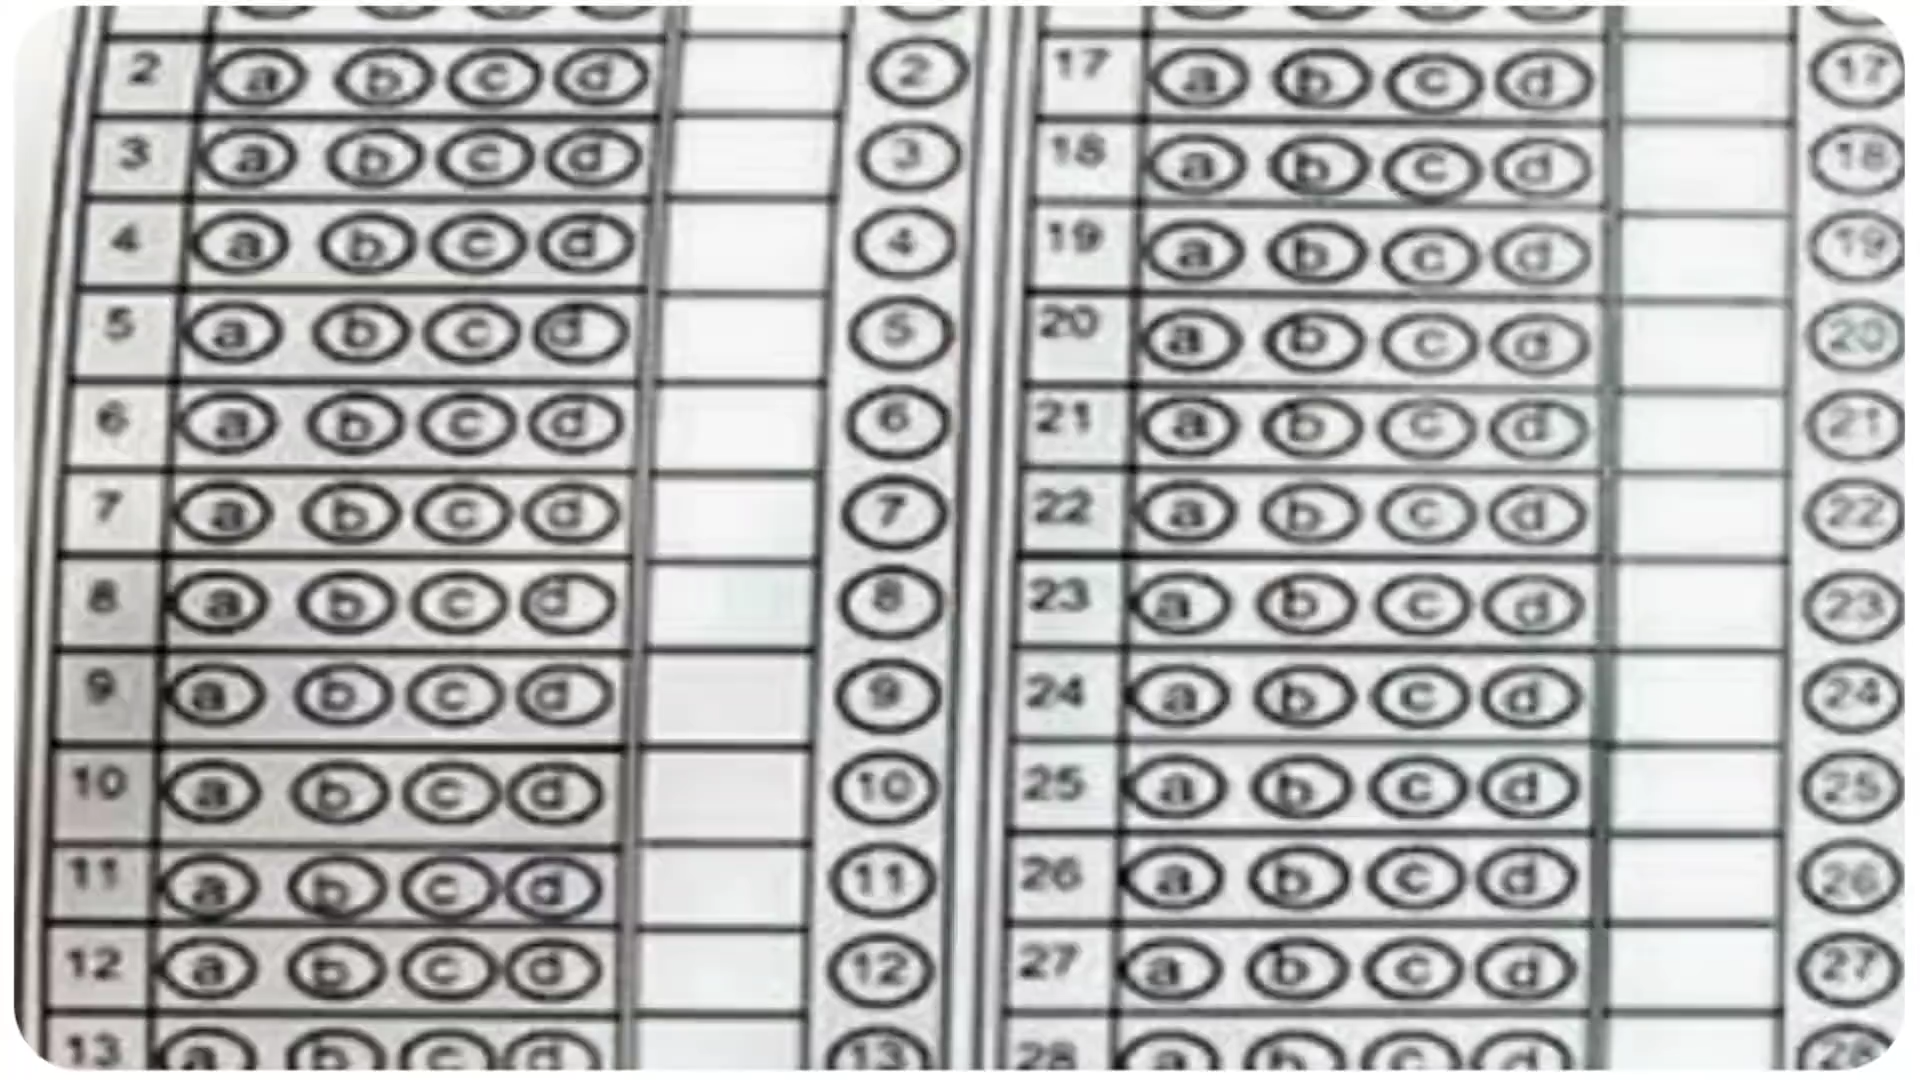 2 a b c d 2 17 a b c d 17
3 a b c d 3 18 a b c d 18
4 a b c d 4 19 a b c d 19
5 a b c d 5 20 a b c d 20
6 a b c d 6 21 a b c d 21
7 a b c d 7 22 a b c d 22
8 a b c d 8 23 a b c d 23
9 a b c d 9 24 a b c d 24
10 a b c d 10 25 a b c d 25
11 a b c d 11 26 a b c d 26
12 a b c d 12 27 a b c d 27
13 a b c d 13 28 a b c d 28